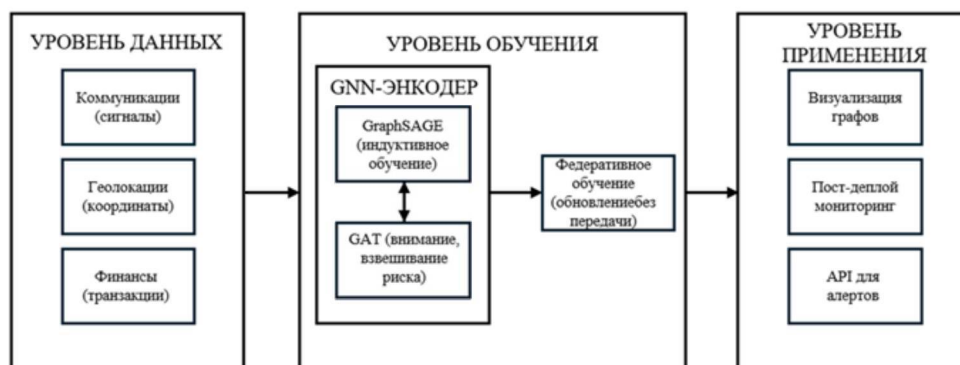 УРОВЕНЬ ДАННЫХ
Коммуникации
(сигналы)
Геолокации
(координаты)
Финансы
(транзакции)
УРОВЕНЬ ОБУЧЕНИЯ
GNN-ЭНКОДЕР
GraphSAGE
(индуктивное
обучение)
GAT (внимание,
взвешивание
риска)
Федеративное
обучение
(обновлениебез
передачи)
УРОВЕНЬ
ПРИМЕНЕНИЯ
Визуализация
графов
Пост-деплой
мониторинг
API для
алертов